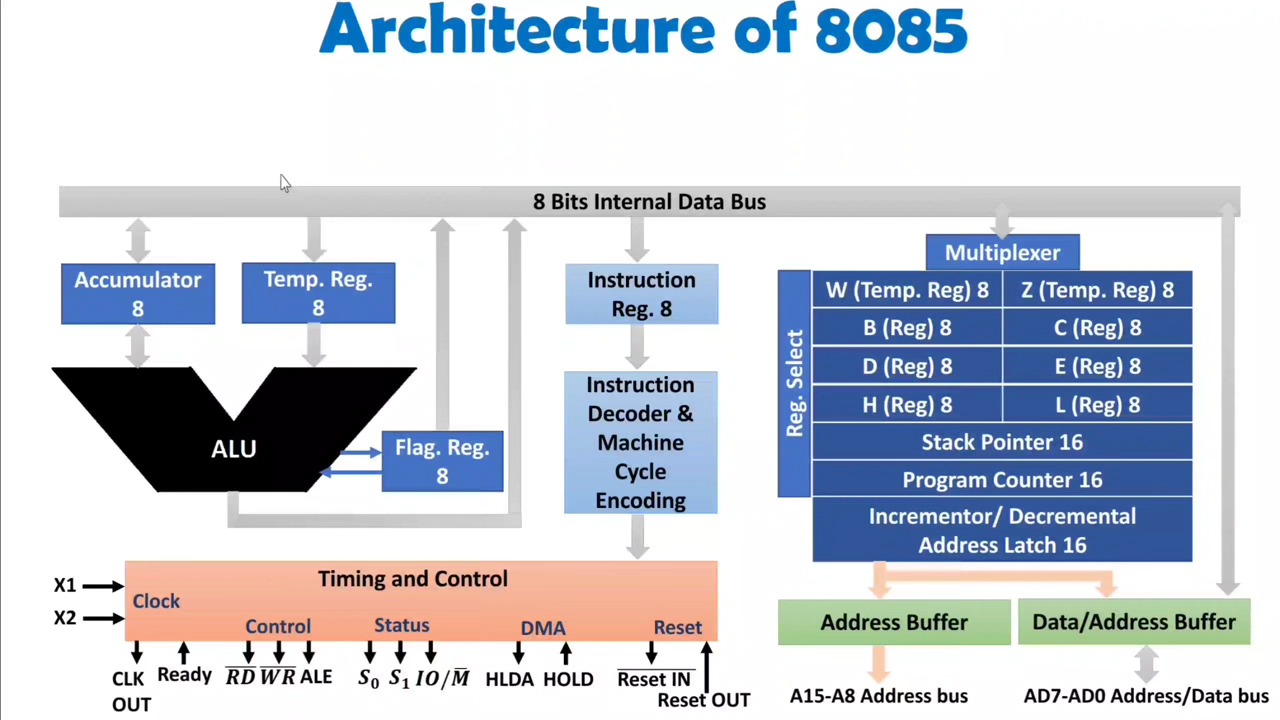 Architecture of 8085
8 Bits Internal Data Bus
Accumulator
8
Temp. Reg.
8
Instruction
Reg. 8
Multiplexer
Reg. Select
W (Temp. Reg) 8
Z (Temp. Reg) 8
B (Reg) 8
C (Reg) 8
D (Reg) 8
E (Reg) 8
H (Reg) 8
L (Reg) 8
Stack Pointer 16
Program Counter 16
Incrementor/ Decremental
Address Latch 16
ALU
Flag. Reg.
8
Instruction
Decoder &
Machine
Cycle
Encoding
Timing and Control
X1
X2
Clock
Control
Status
DMA
Reset
CLK
OUT
Ready
R̅D̅ W̅R̅ ALE
S₀ S₁ IO/M̅
HLDA HOLD
R̅e̅s̅e̅t̅ I̅N̅
Reset OUT
Address Buffer
Data/Address Buffer
A15-A8 Address bus
AD7-AD0 Address/Data bus